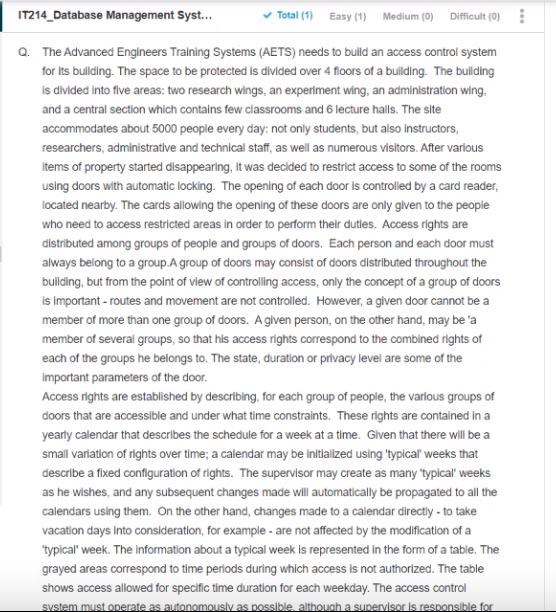 IT214_Database Management Syst...
Total (1)
Easy (1)
Medium (0)
Difficult (0)
Q. The Advanced Engineers Training Systems (AETS) needs to build an access control system
for its building. The space to be protected is divided over 4 floors of a building. The building
is divided into five areas: two research wings, an experiment wing, an administration wing,
and a central section which contains few classrooms and 6 lecture halls. The site
accommodates about 5000 people every day: not only students, but also instructors,
researchers, administrative and technical staff, as well as numerous visitors. After various
items of property started disappearing, it was decided to restrict access to some of the rooms
using doors with automatic locking. The opening of each door is controlled by a card reader,
located nearby. The cards allowing the opening of these doors are only given to the people
who need to access restricted areas in order to perform their duties. Access rights are
distributed among groups of people and groups of doors. Each person and each door must
always belong to a group.A group of doors may consist of doors distributed throughout the
building, but from the point of view of controlling access, only the concept of a group of doors
is important - routes and movement are not controlled. However, a given door cannot be a
member of more than one group of doors. A given person, on the other hand, may be 'a
member of several groups, so that his access rights correspond to the combined rights of
each of the groups he belongs to. The state, duration or privacy level are some of the
important parameters of the door.
Access rights are established by describing, for each group of people, the various groups of
doors that are accessible and under what time constraints. These rights are contained in a
yearly calendar that describes the schedule for a week at a time. Given that there will be a
small variation of rights over time; a calendar may be initialized using 'typical' weeks that
describe a fixed configuration of rights. The supervisor may create as many 'typical' weeks
as he wishes, and any subsequent changes made will automatically be propagated to all the
calendars using them. On the other hand, changes made to a calendar directly - to take
vacation days into consideration, for example - are not affected by the modification of a
'typical' week. The information about a typical week is represented in the form of a table. The
grayed areas correspond to time periods during which access is not authorized. The table
shows access allowed for specific time duration for each weekday. The access control
system must operate as autonomously as possible, although a supervisor is responsible for